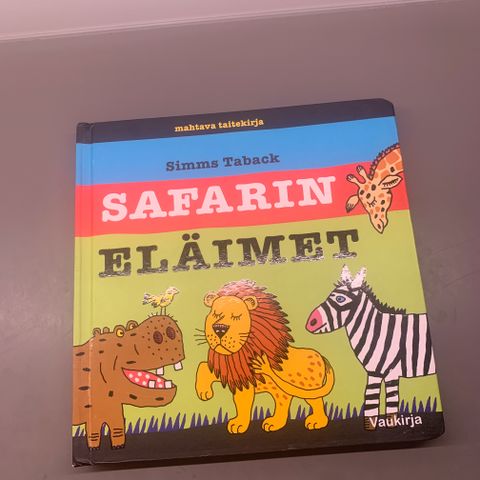 mahtava taitekirja
Simms Taback
SAFARIN
ELÄIMET
Vaukirja